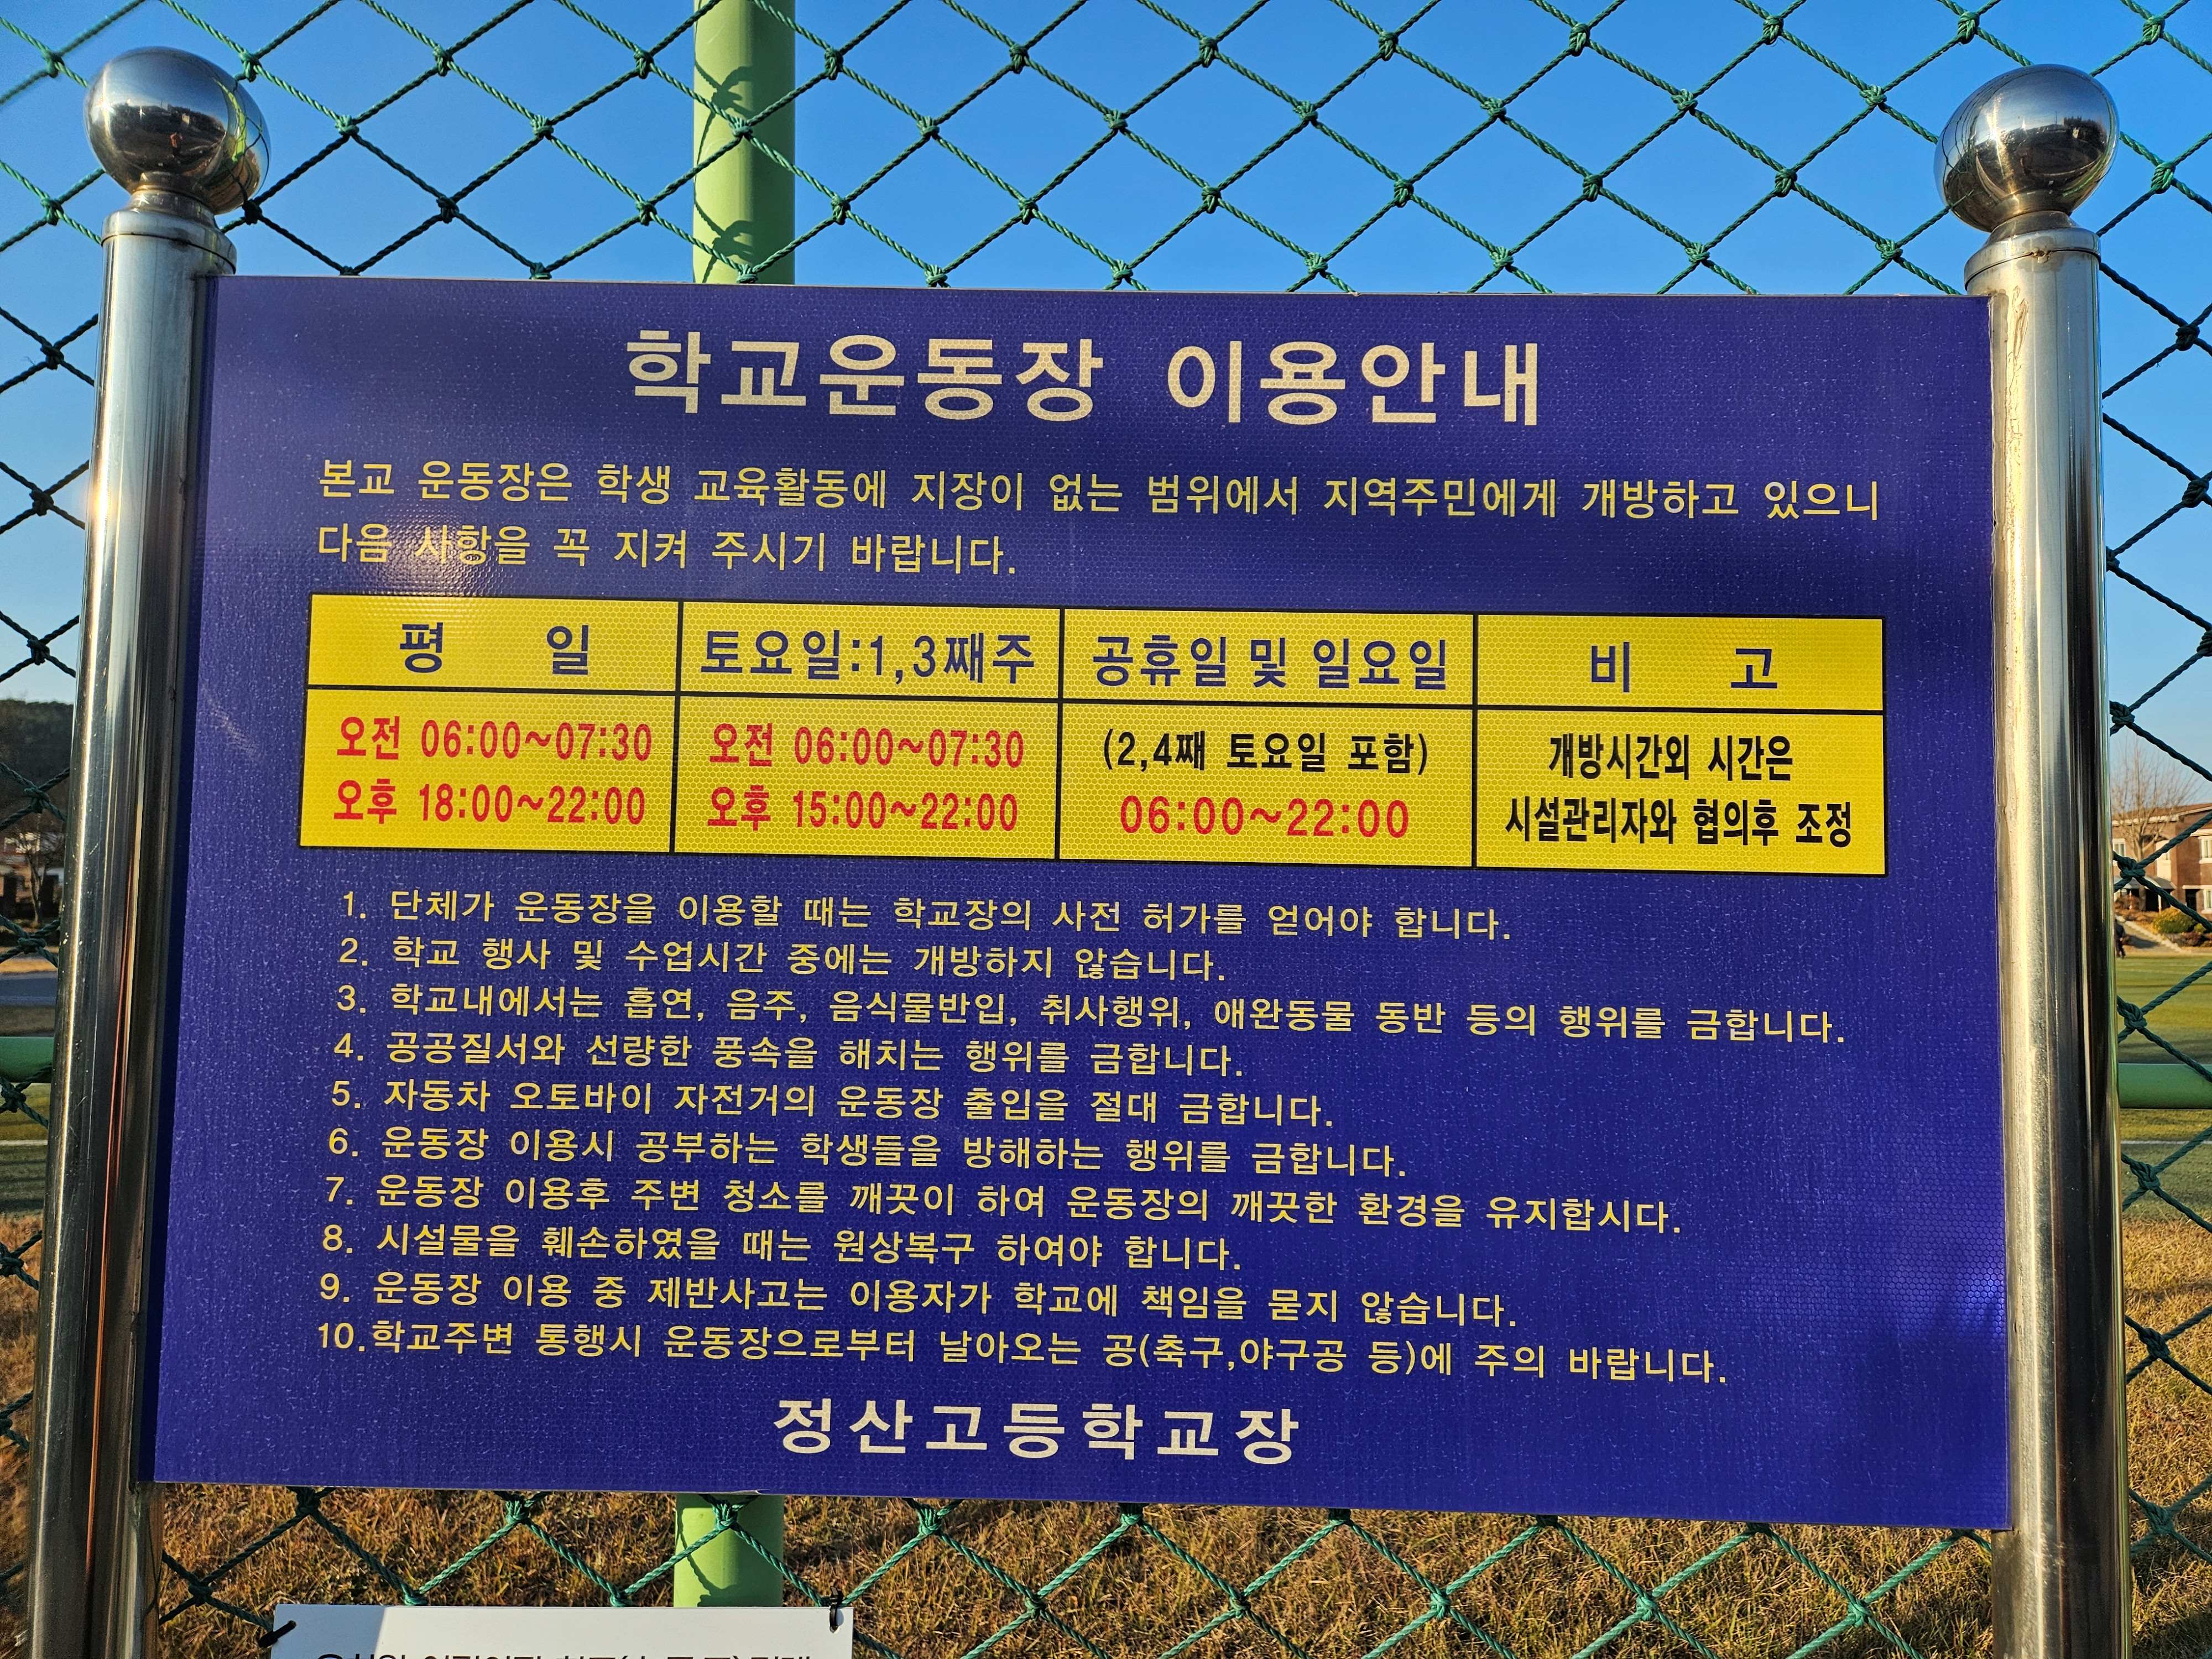 학교운동장 이용안내
본교 운동장은 학생 교육활동에 지장이 없는 범위에서 지역주민에게 개방하고 있으니
다음 사항을 꼭 지켜 주시기 바랍니다.
평 일 토요일:1,3째주 공휴일 및 일요일 비 고
오전 06:00~07:30 오전 06:00~07:30 (2,4째 토요일 포함) 개방시간외 시간은
오후 18:00~22:00 오후 15:00~22:00 06:00~22:00 시설관리자와 협의후 조정
1. 단체가 운동장을 이용할 때는 학교장의 사전 허가를 얻어야 합니다.
2. 학교 행사 및 수업시간 중에는 개방하지 않습니다.
3. 학교내에서는 흡연, 음주, 음식물반입, 취사행위, 애완동물 동반 등의 행위를 금합니다.
4. 공공질서와 선량한 풍속을 해치는 행위를 금합니다.
5. 자동차 오토바이 자전거의 운동장 출입을 절대 금합니다.
6. 운동장 이용시 공부하는 학생들을 방해하는 행위를 금합니다.
7. 운동장 이용후 주변 청소를 깨끗이 하여 운동장의 깨끗한 환경을 유지합시다.
8. 시설물을 훼손하였을 때는 원상복구 하여야 합니다.
9. 운동장 이용 중 제반사고는 이용자가 학교에 책임을 묻지 않습니다.
10.학교주변 통행시 운동장으로부터 날아오는 공(축구,야구공 등)에 주의 바랍니다.
정산고등학교장